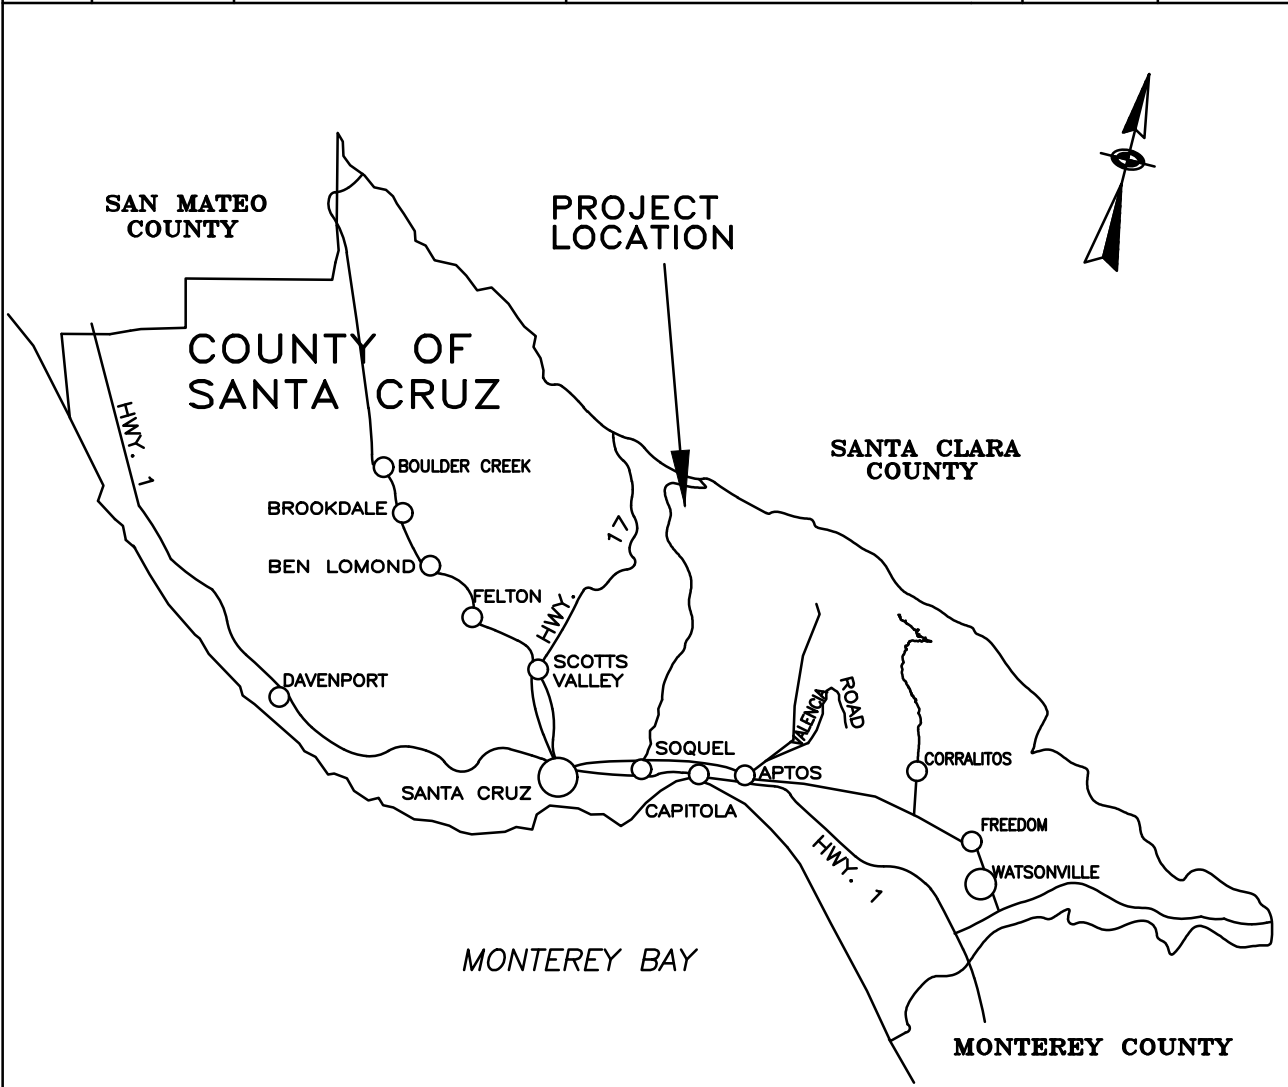 SAN MATEO
COUNTY
PROJECT
LOCATION
COUNTY OF
SANTA CRUZ
HWY. 1
SANTA CLARA
COUNTY
BOULDER CREEK
BROOKDALE
HWY. 17
BEN LOMOND
FELTON
SCOTTS
VALLEY
DAVENPORT
VALENCIA
ROAD
SOQUEL
CORRALITOS
APTOS
SANTA CRUZ
CAPITOLA
FREEDOM
HWY. 1
WATSONVILLE
MONTEREY BAY
MONTEREY COUNTY